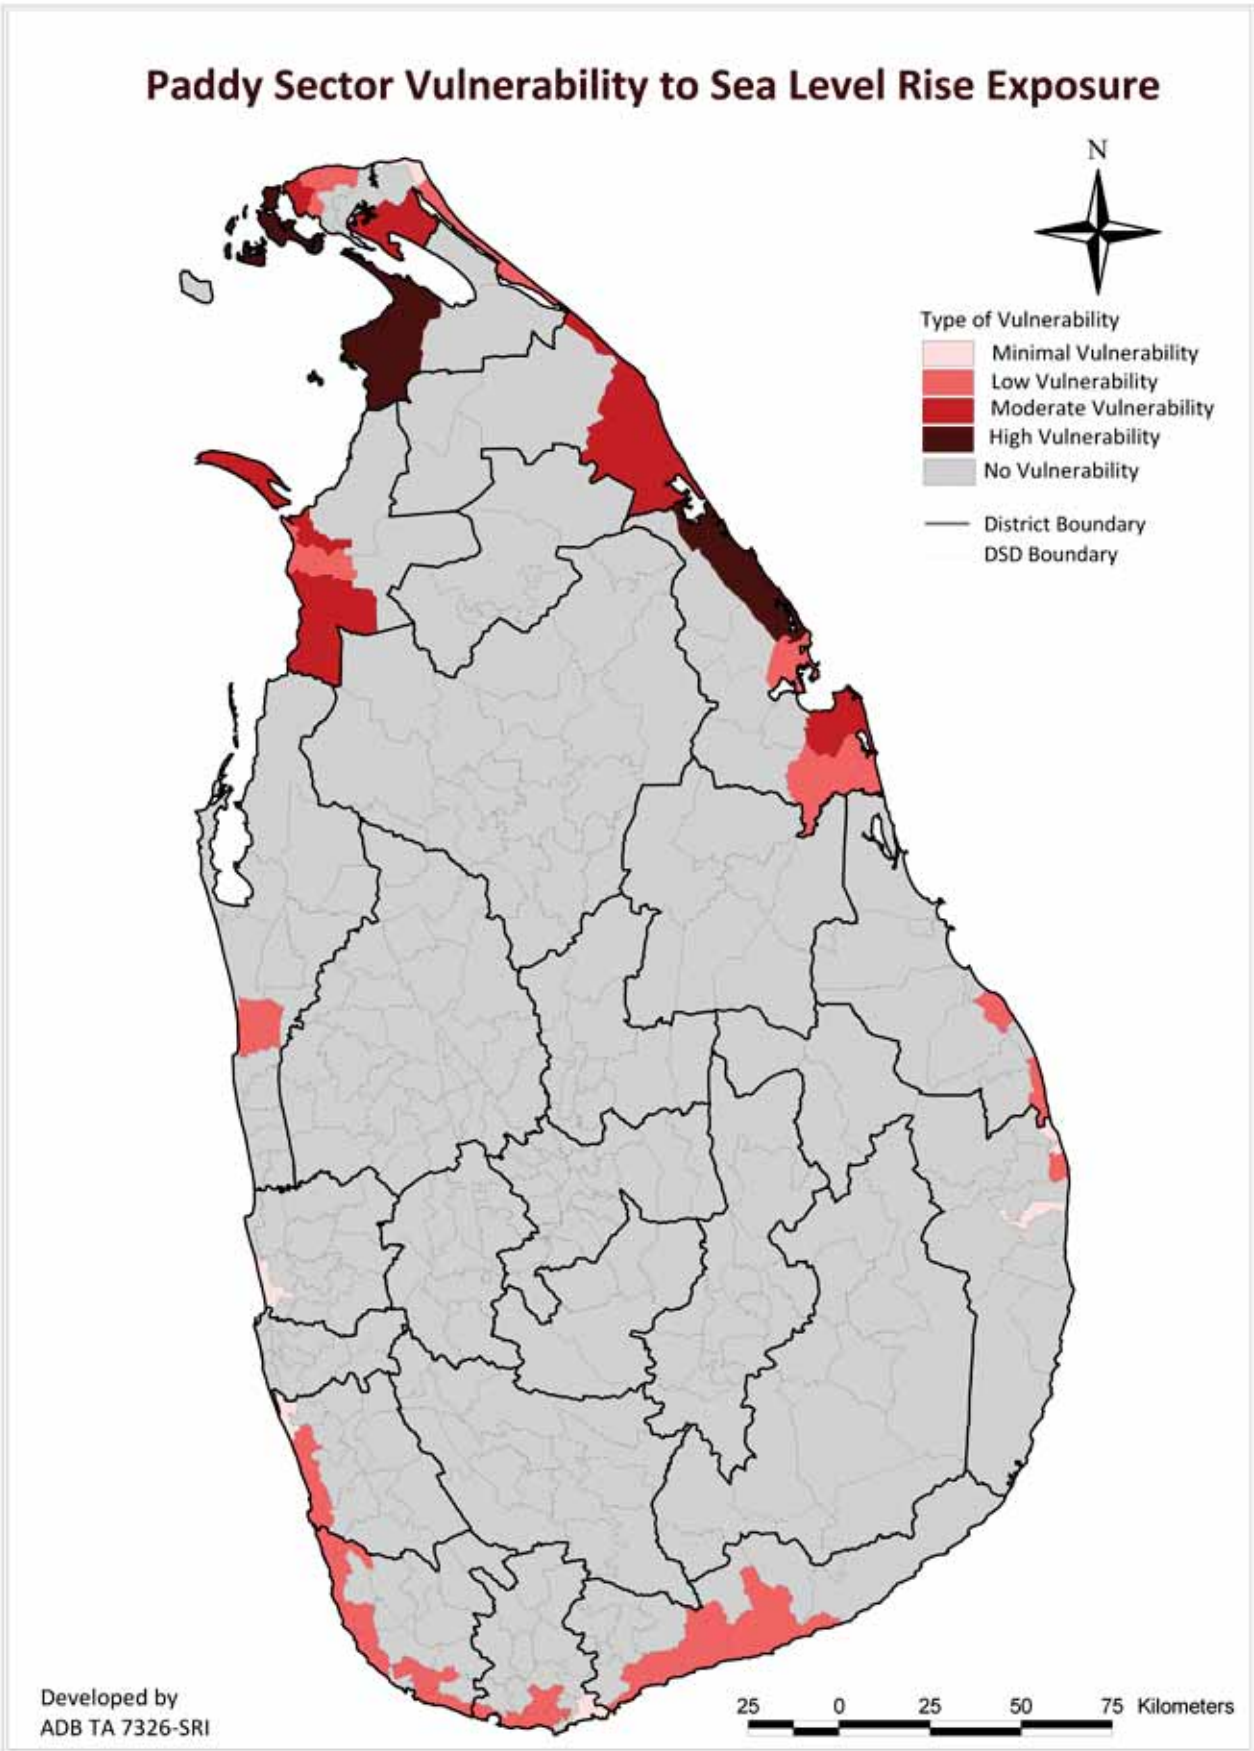 Paddy Sector Vulnerability to Sea Level Rise Exposure
N
Type of Vulnerability
Minimal Vulnerability
Low Vulnerability
Moderate Vulnerability
High Vulnerability
No Vulnerability
District Boundary
DSD Boundary
Developed by
ADB TA 7326-SRI
25 0 25 50 75 Kilometers